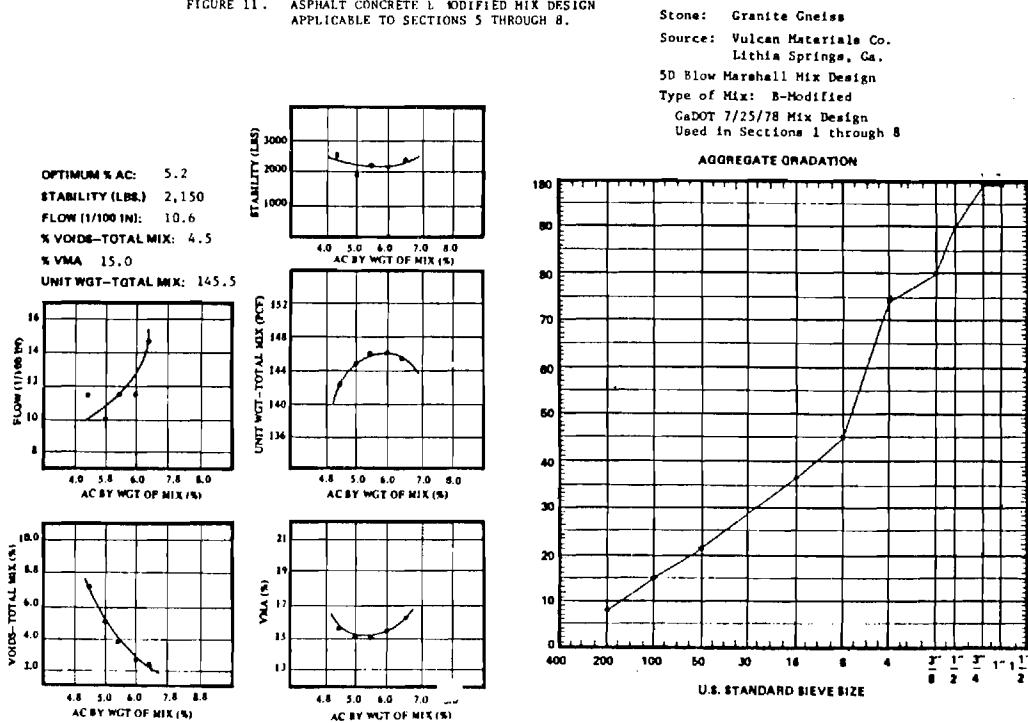 FIGURE 11. ASPHALT CONCRETE MODIFIED MIX DESIGN
APPLICABLE TO SECTIONS 5 THROUGH 8.
Stone: Granite Gneiss
Source: Vulcan Materials Co.
Lithia Springs, Ga.
50 Blow Marshall Mix Design
Type of Mix: B-Modified
GaDOT 7/25/78 Mix Design
Used in Sections 1 through 8
OPTIMUM % AC: 5.2
STABILITY (LBS.) 2,150
FLOW (1/100 IN): 10.6
% VOIDS-TOTAL MIX: 4.5
% VMA 15.0
UNIT WGT-TOTAL MIX: 145.5
STABILITY (LBS)
3000
2000
1000
4.0 5.0 6.0 7.0 8.0
AC BY WGT OF MIX (%)
FLOW (1/100 IN)
16
14
12
10
8
4.0 5.8 6.0 7.8 8.0
AC BY WGT OF MIX (%)
UNIT WGT-TOTAL MIX (PCF)
152
148
144
140
136
4.8 5.0 6.0 7.0 8.0
AC BY WGT OF MIX (%)
VOIDS-TOTAL MIX (%)
10.0
8.8
6.0
4.0
2.0
4.8 5.0 6.0 7.8 8.0
AC BY WGT OF MIX (%)
VMA (%)
21
19
17
15
13
4.8 5.0 6.0 7.0
AC BY WGT OF MIX (%)
AGGREGATE GRADATION
100
80
80
70
60
50
40
30
20
10
0
400 200 100 50 30 16 8 4 3/8" 1/2" 3/4" 1" 1 1/2"
U.S. STANDARD SIEVE SIZE